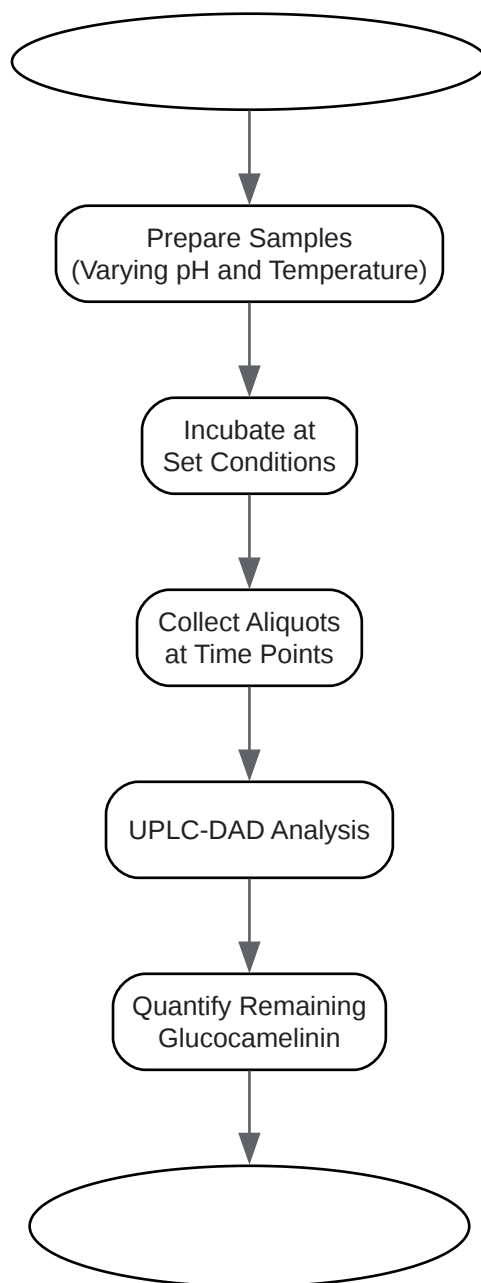 Prepare Samples
(Varying pH and Temperature)
Incubate at
Set Conditions
Collect Aliquots
at Time Points
UPLC-DAD Analysis
Quantify Remaining
Glucocamelinin